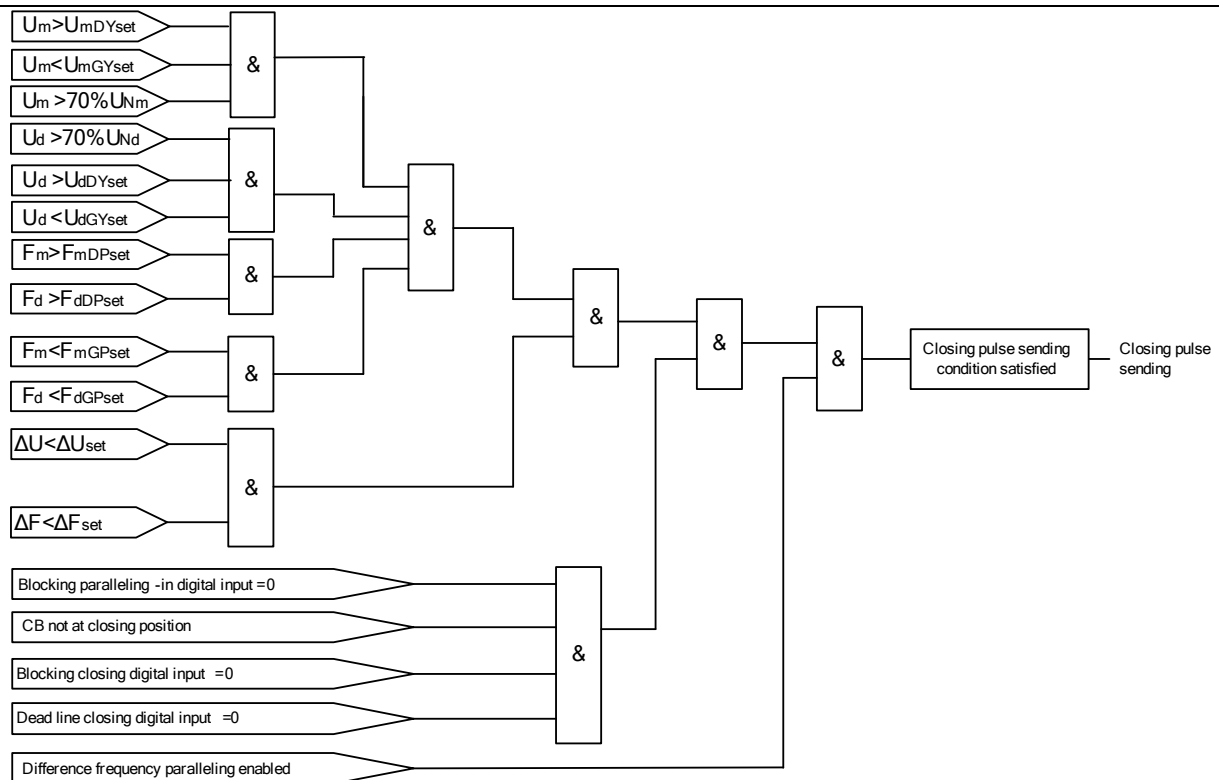 Um>UmDYset
Um<UmGYset
Um >70%UNm
Ud >70%UNd
Ud >UdDYset
Ud <UdGYset
Fm>FmDPset
Fd >FdDPset
Fm<FmGPset
Fd <FdGPset
ΔU<ΔUset
ΔF<ΔFset
Blocking paralleling -in digital input =0
CB not at closing position
Blocking closing digital input =0
Dead line closing digital input =0
Difference frequency paralleling enabled
&
&
&
&
&
&
&
&
&
&
Closing pulse sending
condition satisfied
Closing pulse
sending